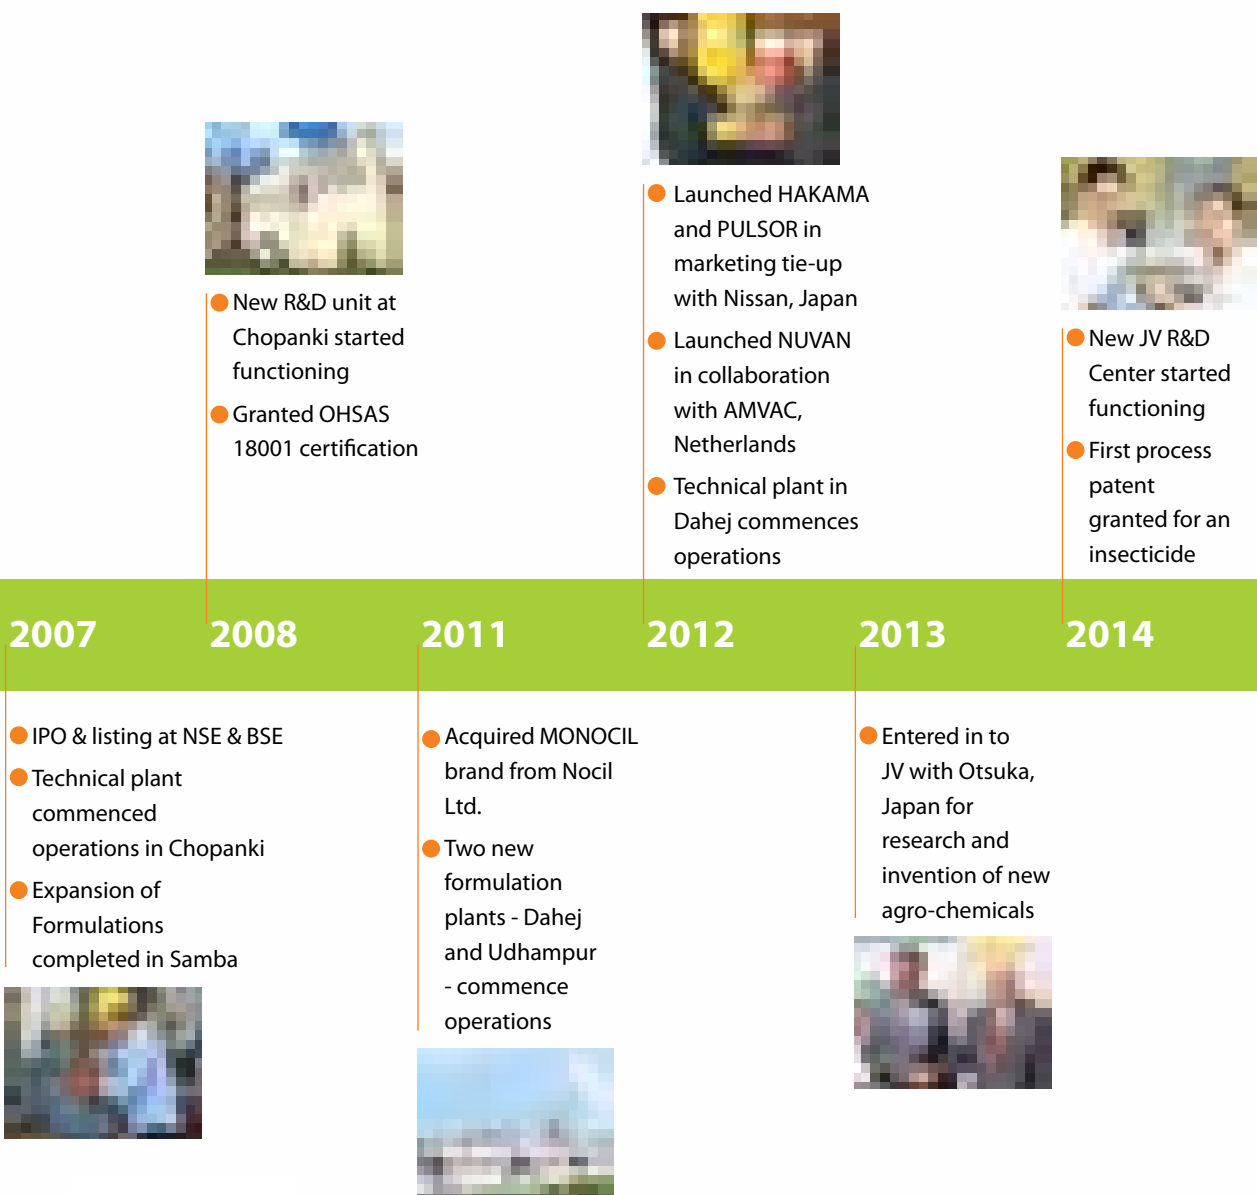 ● Launched HAKAMA
and PULSOR in
marketing tie-up
with Nissan, Japan
● Launched NUVAN
in collaboration
with AMVAC,
Netherlands
● Technical plant in
Dahej commences
operations
● New R&D unit at
Chopanki started
functioning
● Granted OHSAS
18001 certification
● New JV R&D
Center started
functioning
● First process
patent
granted for an
insecticide
2007 2008 2011 2012 2013 2014
● IPO & listing at NSE & BSE
● Technical plant
commenced
operations in Chopanki
● Expansion of
Formulations
completed in Samba
● Acquired MONOCIL
brand from Nocil
Ltd.
● Two new
formulation
plants - Dahej
and Udhampur
- commence
operations
● Entered in to
JV with Otsuka,
Japan for
research and
invention of new
agro-chemicals